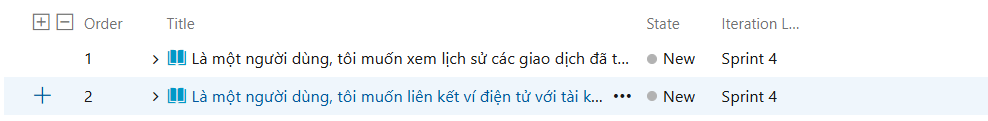 Order Title State Iteration L...
1 Là một người dùng, tôi muốn xem lịch sử các giao dịch đã t... New Sprint 4
2 Là một người dùng, tôi muốn liên kết ví điện tử với tài k... ••• New Sprint 4